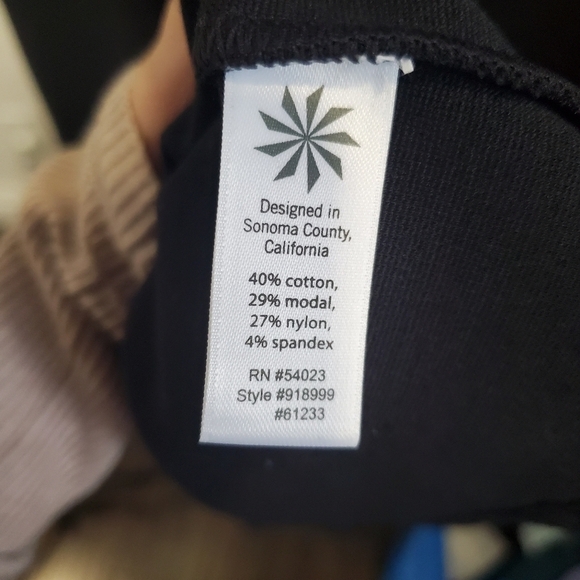 Designed in
Sonoma County,
California
40% cotton,
29% modal,
27% nylon,
4% spandex
RN #54023
Style #918999
#61233